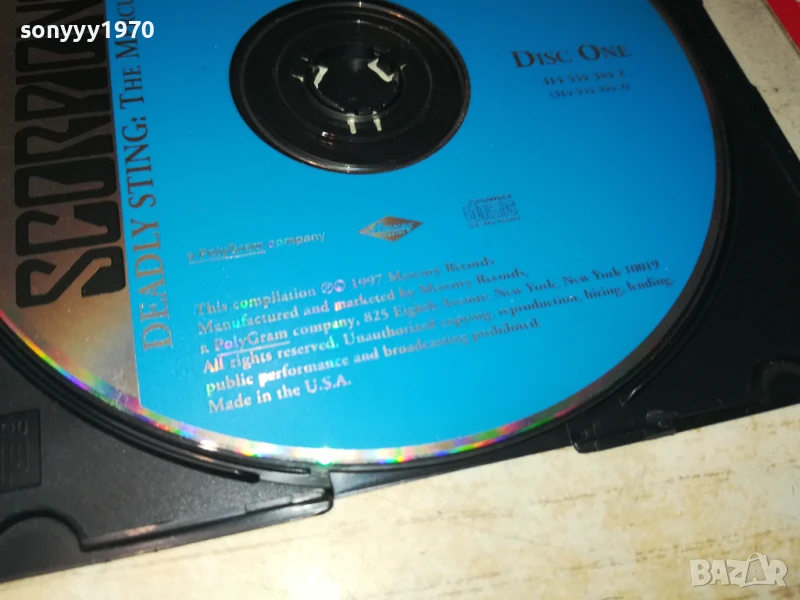 sonyyy1970
SCORPION
DEADLY STING: THE MERCU
DISC ONE
a PolyGram company
Mercury
This compilation ℗© 1997 Mercury Records.
Manufactured and marketed by Mercury Records,
a PolyGram company, 825 Eighth Avenue New York, New York 10019
All rights reserved. Unauthorized copying, reproduction, hiring, lending,
public performance and broadcasting prohibited.
Made in the U.S.A.
BAZAR